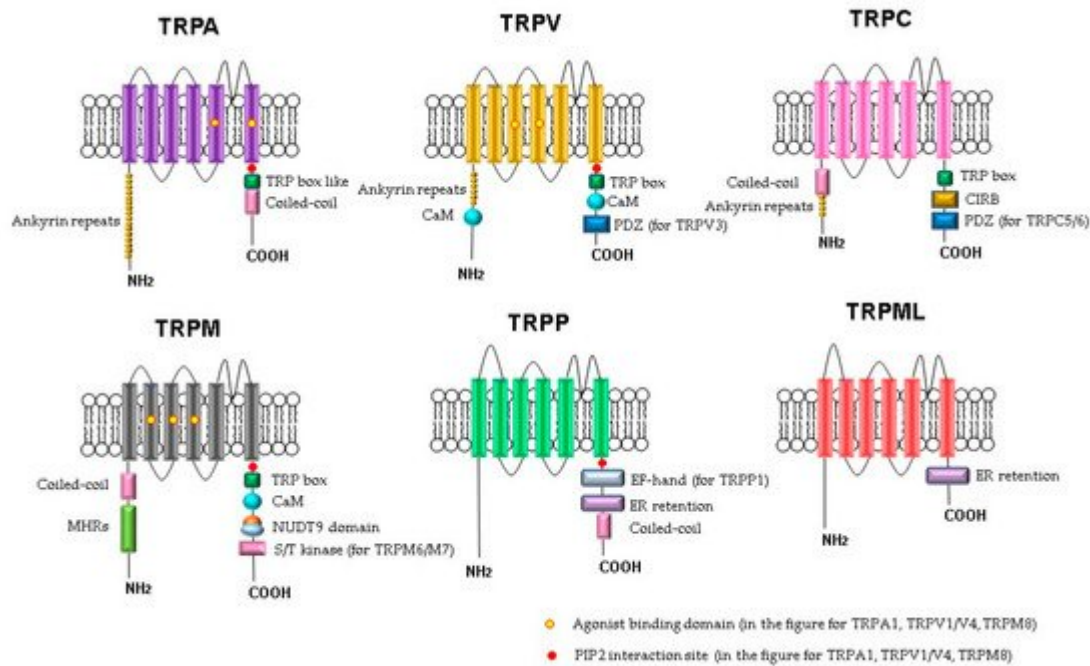 TRPA
TRPV
TRPC
TRP box like
Coiled-coil
Ankyrin repeats
NH2
COOH
Ankyrin repeats
CaM
TRP box
CaM
PDZ (for TRPV3)
NH2
COOH
Coiled-coil
Ankyrin repeats
TRP box
CIRB
PDZ (for TRPC5/6)
NH2
COOH
TRPM
TRPP
TRPML
Coiled-coil
MHRs
TRP box
CaM
NUDT9 domain
S/T kinase (for TRPM6/M7)
NH2
COOH
EF-hand (for TRPP1)
ER retention
Coiled-coil
NH2
COOH
ER retention
COOH
NH2
Agonist binding domain (in the figure for TRPA1, TRPV1/V4, TRPM8)
PIP2 interaction site (in the figure for TRPA1, TRPV1/V4, TRPM8)